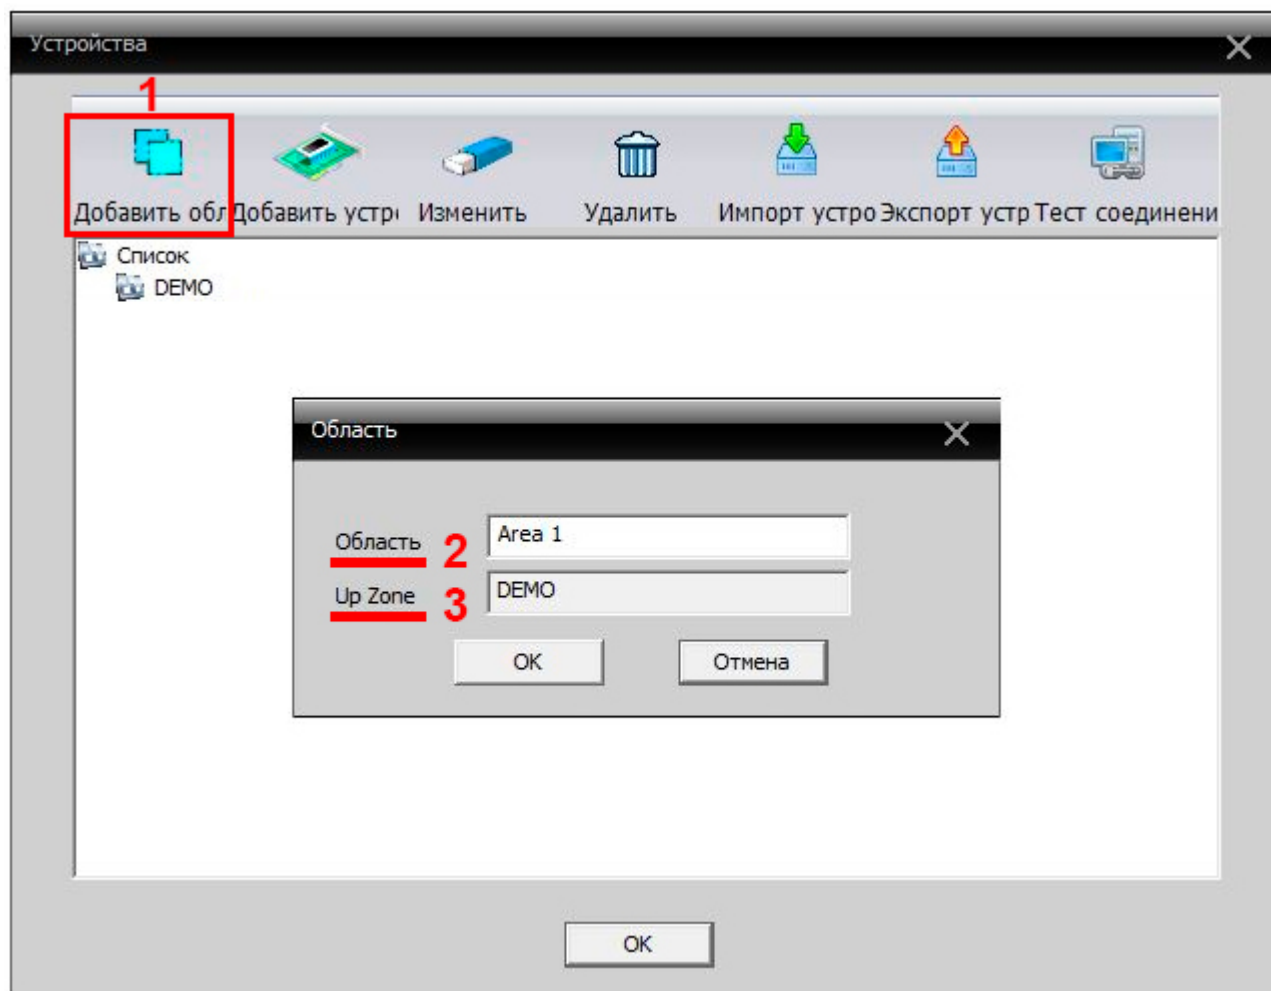 Устройства
1
Добавить обл Добавить устр Изменить Удалить Импорт устро Экспорт устр Тест соединени
Список
DEMO
Область
Область 2 Area 1
Up Zone 3 DEMO
OK Отмена
OK